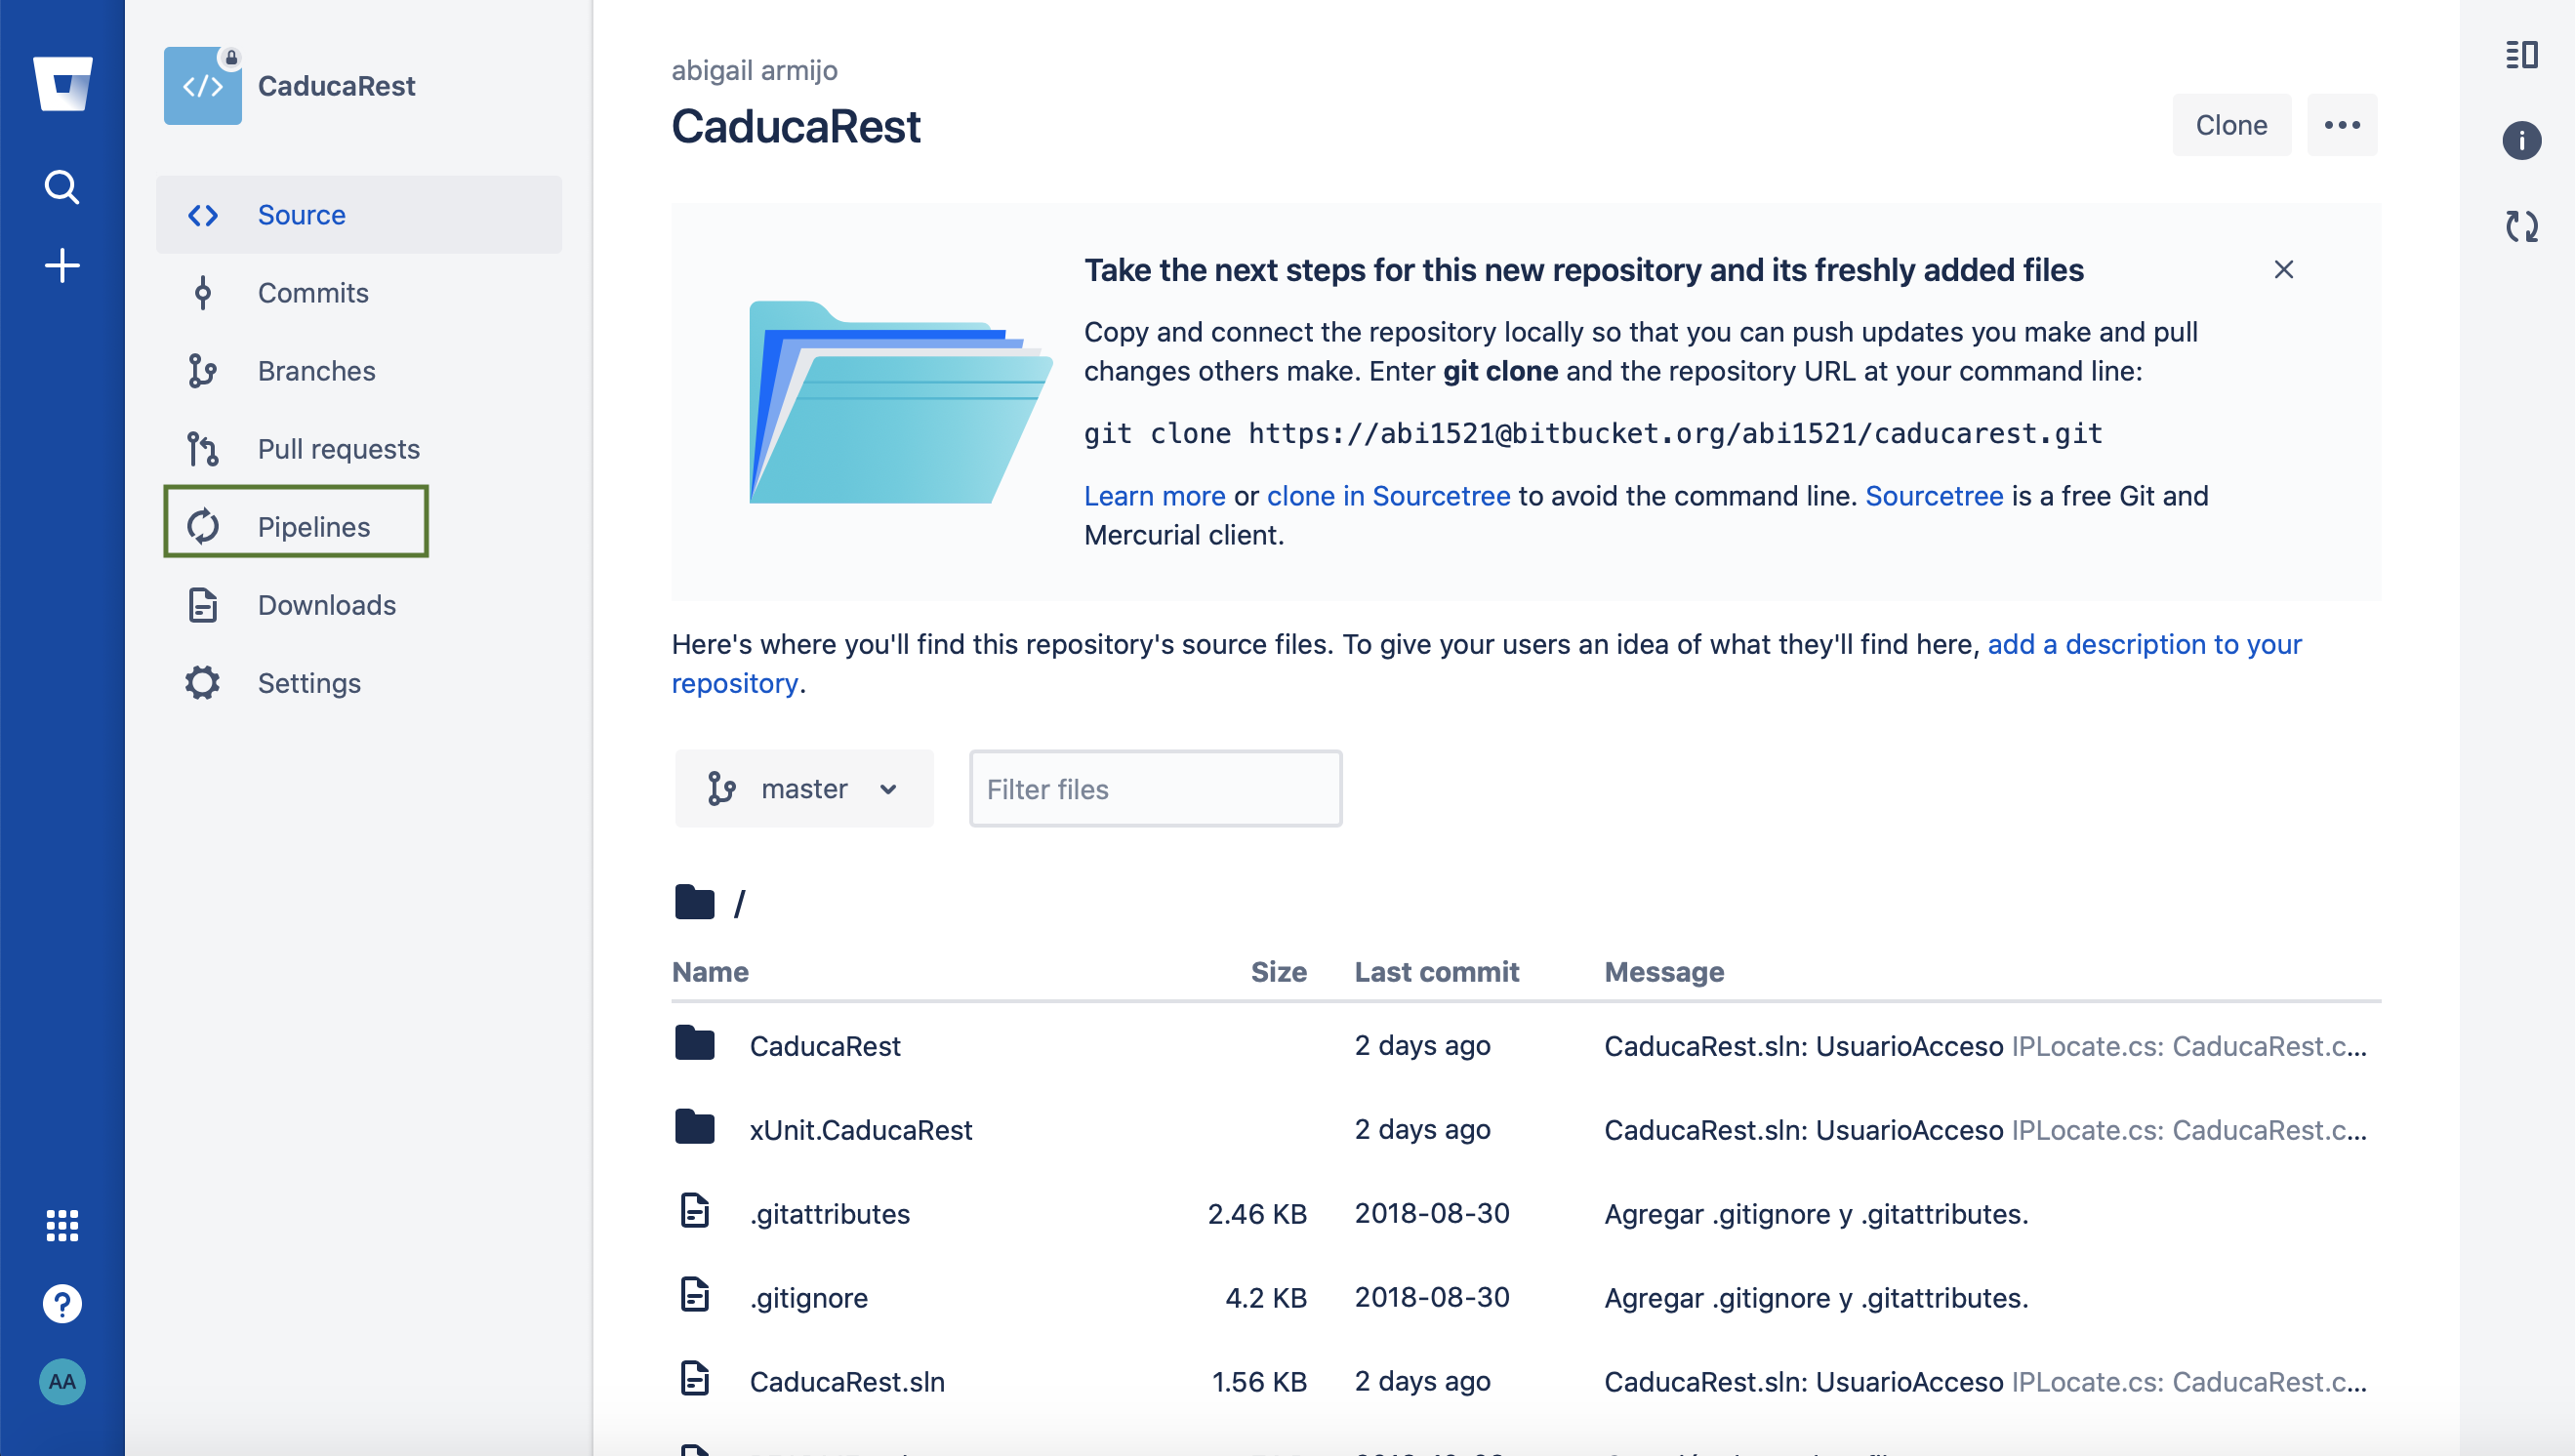 CaducaRest
Source
Commits
Branches
Pull requests
Pipelines
Downloads
Settings
AA
abigail armijo
CaducaRest
Clone
Take the next steps for this new repository and its freshly added files
Copy and connect the repository locally so that you can push updates you make and pull
changes others make. Enter git clone and the repository URL at your command line:
git clone https://abi1521@bitbucket.org/abi1521/caducarest.git
Learn more or clone in Sourcetree to avoid the command line. Sourcetree is a free Git and
Mercurial client.
Here's where you'll find this repository's source files. To give your users an idea of what they'll find here, add a description to your
repository.
master
Filter files
/
Name Size Last commit Message
CaducaRest 2 days ago CaducaRest.sln: UsuarioAcceso IPLocate.cs: CaducaRest.c...
xUnit.CaducaRest 2 days ago CaducaRest.sln: UsuarioAcceso IPLocate.cs: CaducaRest.c...
.gitattributes 2.46 KB 2018-08-30 Agregar .gitignore y .gitattributes.
.gitignore 4.2 KB 2018-08-30 Agregar .gitignore y .gitattributes.
CaducaRest.sln 1.56 KB 2 days ago CaducaRest.sln: UsuarioAcceso IPLocate.cs: CaducaRest.c...